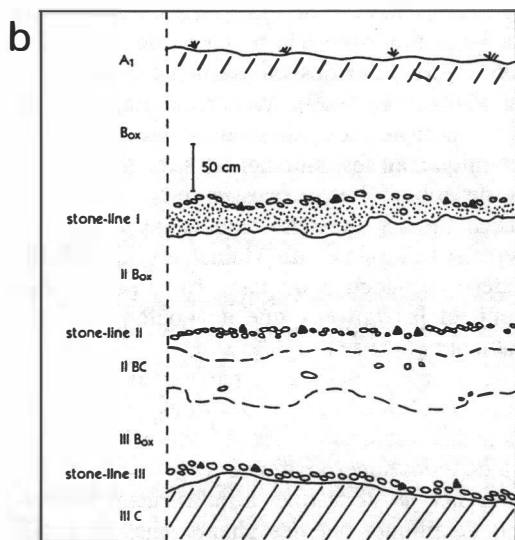 b
A₁
Box
50 cm
stone-line I
II Box
stone-line II
II BC
III Box
stone-line III
III C